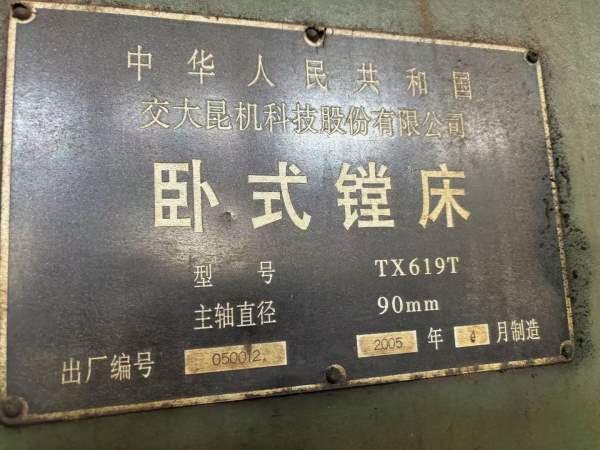 中华人民共和国
交大昆机科技股份有限公司
卧式镗床
型号 TX619T
主轴直径 90mm
出厂编号 050012 2005 年 月制造